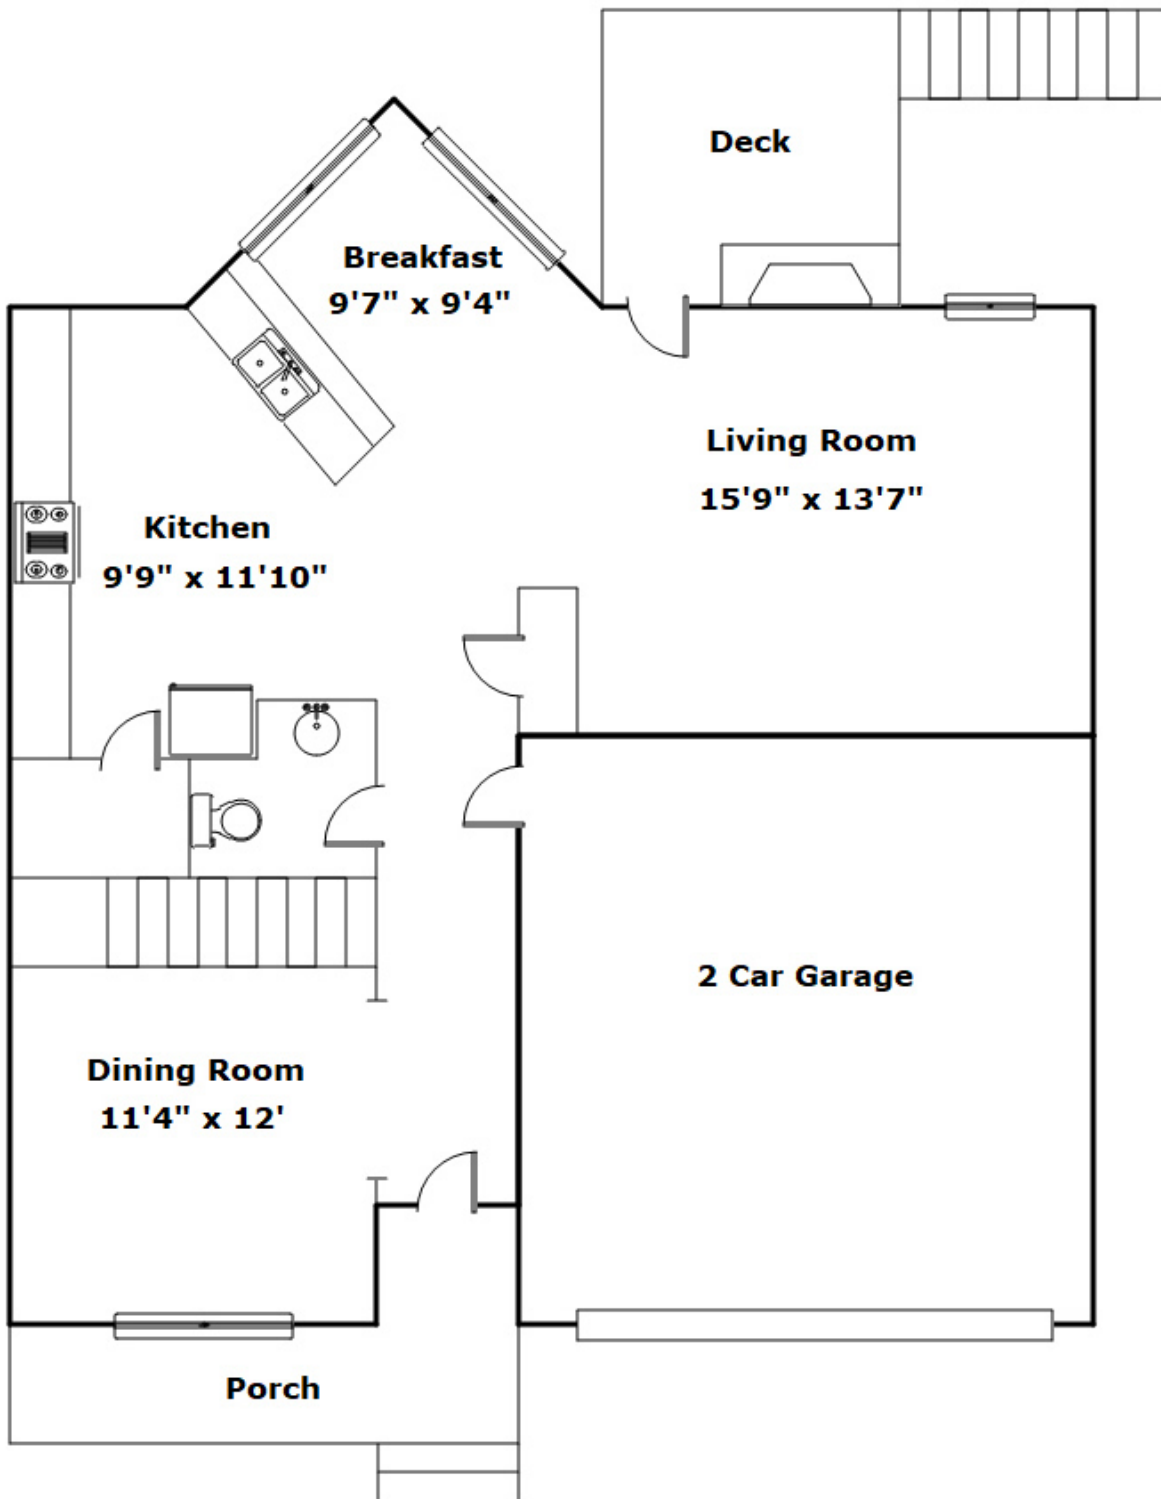 Deck
Breakfast
9'7" x 9'4"
Living Room
15'9" x 13'7"
Kitchen
9'9" x 11'10"
2 Car Garage
Dining Room
11'4" x 12'
Porch